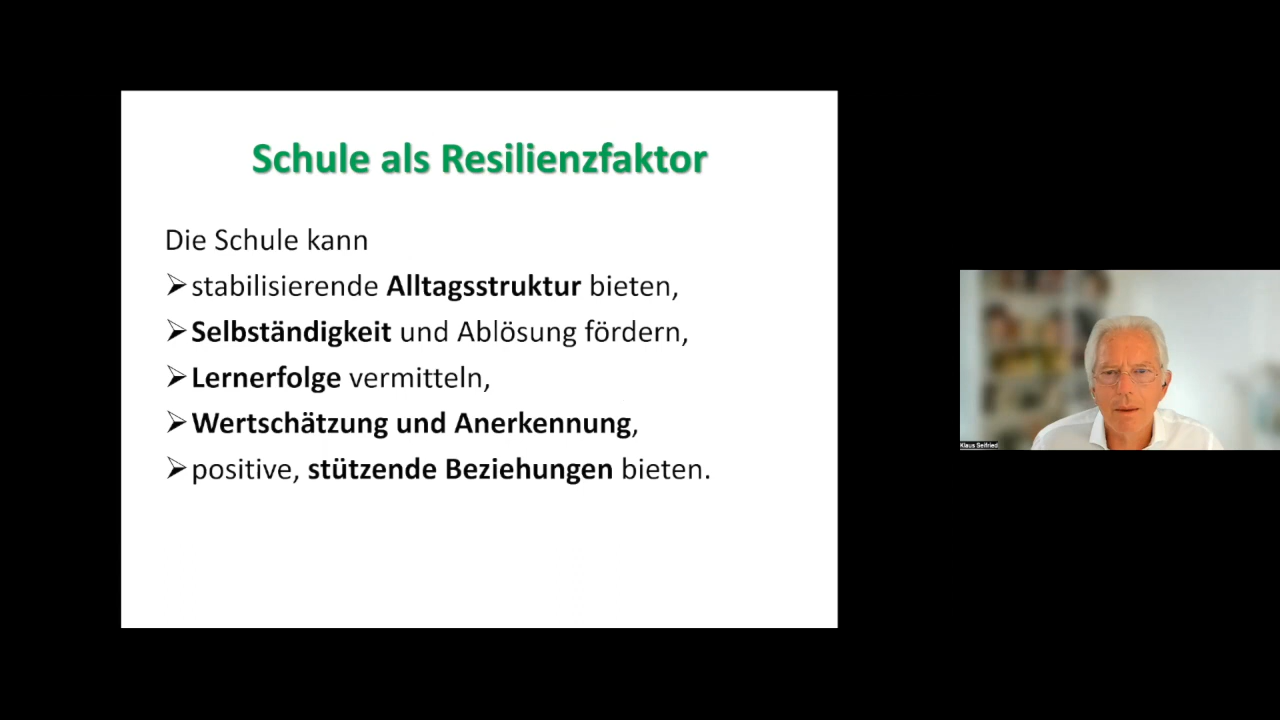 Schule als Resilienzfaktor
Die Schule kann
➢stabilisierende Alltagsstruktur bieten,
➢Selbständigkeit und Ablösung fördern,
➢Lernerfolge vermitteln,
➢Wertschätzung und Anerkennung,
➢positive, stützende Beziehungen bieten.
Klaus Seifried